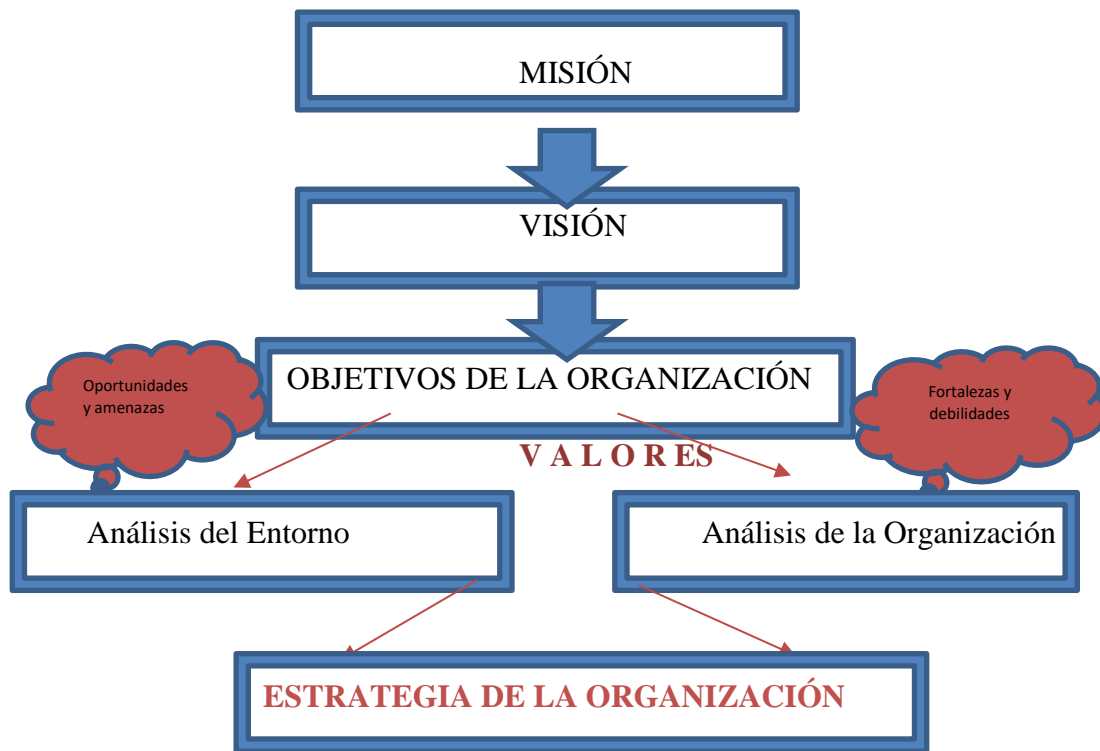 MISIÓN
VISIÓN
Oportunidades
y amenazas
OBJETIVOS DE LA ORGANIZACIÓN
Fortalezas y
debilidades
V A L O R ES
Análisis del Entorno
Análisis de la Organización
ESTRATEGIA DE LA ORGANIZACIÓN